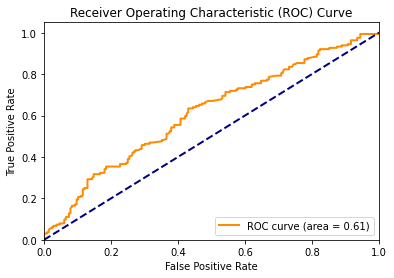 Receiver Operating Characteristic (ROC) Curve
True Positive Rate
1.0
0.8
0.6
0.4
0.2
0.0
ROC curve (area = 0.61)
0.0 0.2 0.4 0.6 0.8 1.0
False Positive Rate